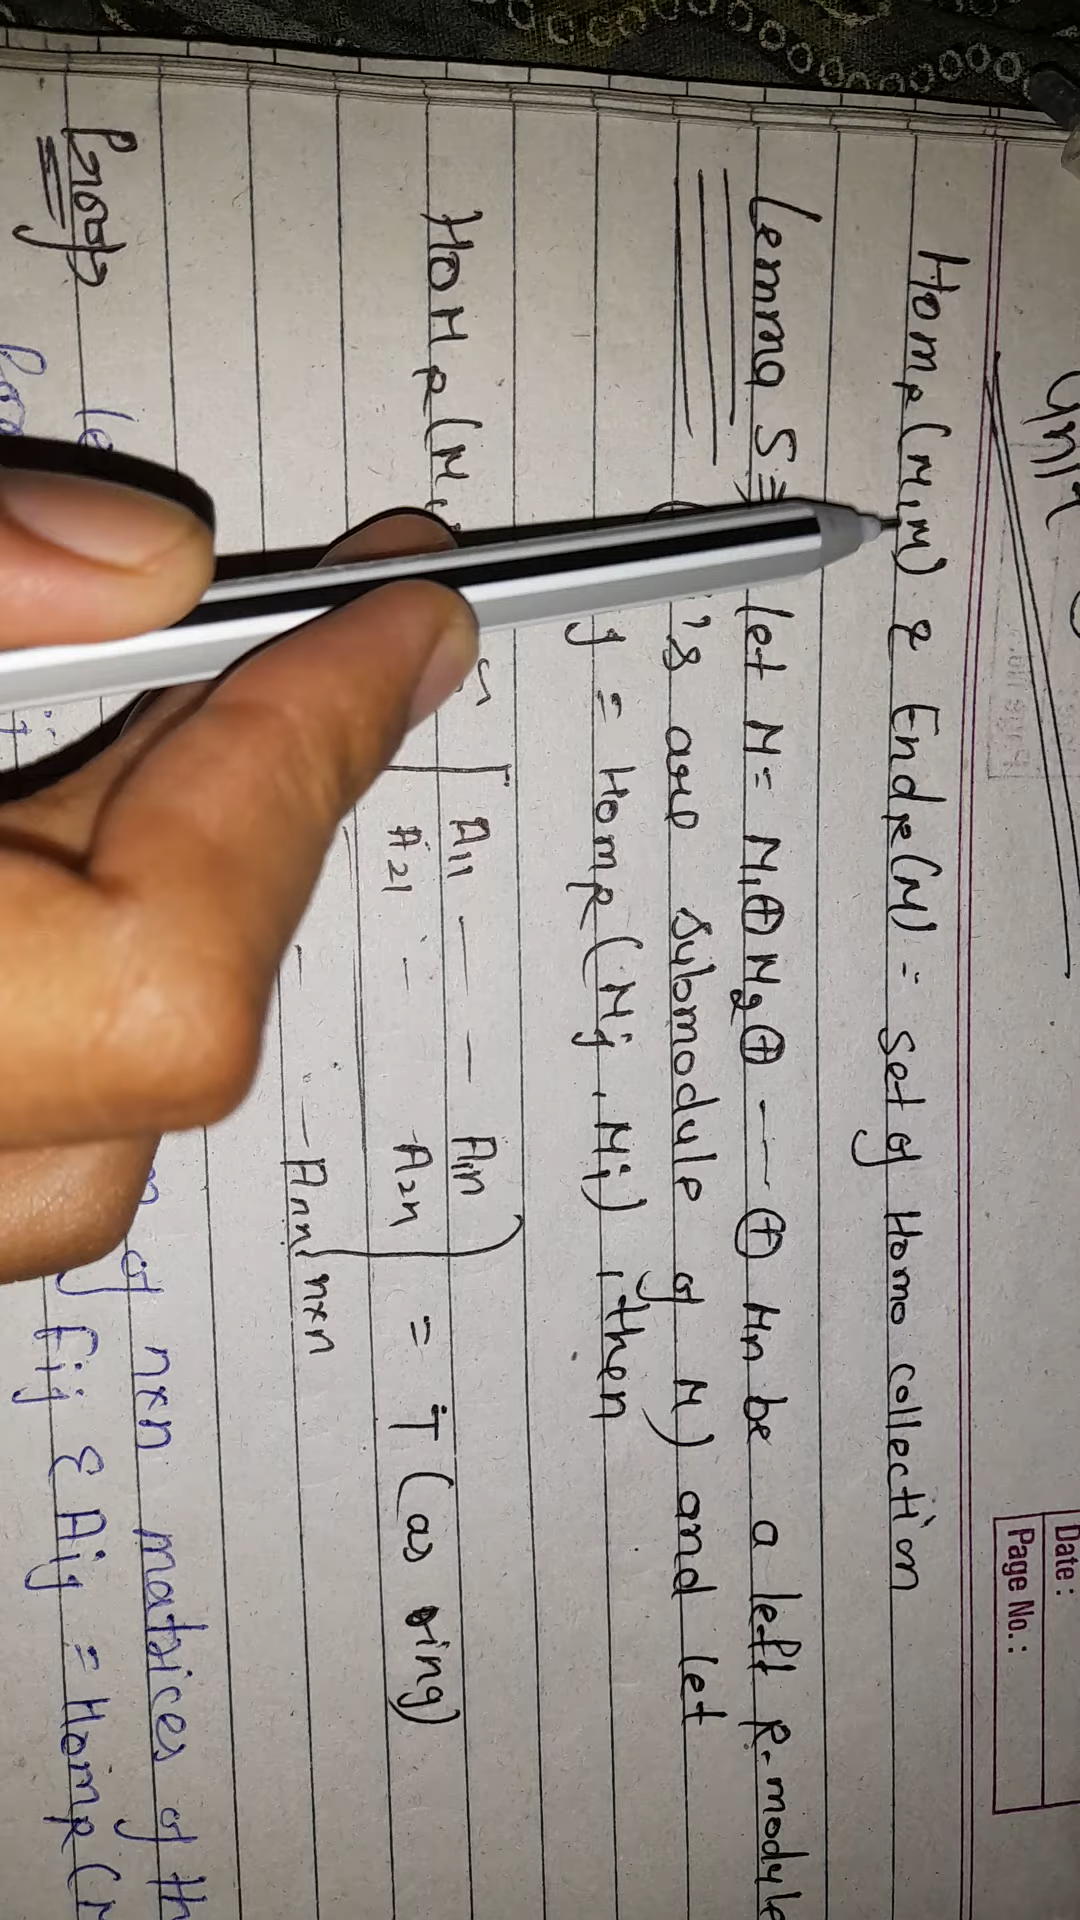 Unit
Date:
Page No.:
HomR(M,M) & EndR(M) = set of Homo collection
Lemma 5 let M = M1⊕M2⊕ --- ⊕ Mn be a left R-module
's are submodule of M) and let
= HomR(Mj, Mi), then
HOMR(M,
A11 — — A1n
A21 - A2n = T (as ring)
- - - Ann n×n
Proof
of n×n matrices of th
fij ∈ Aij = HomR(M